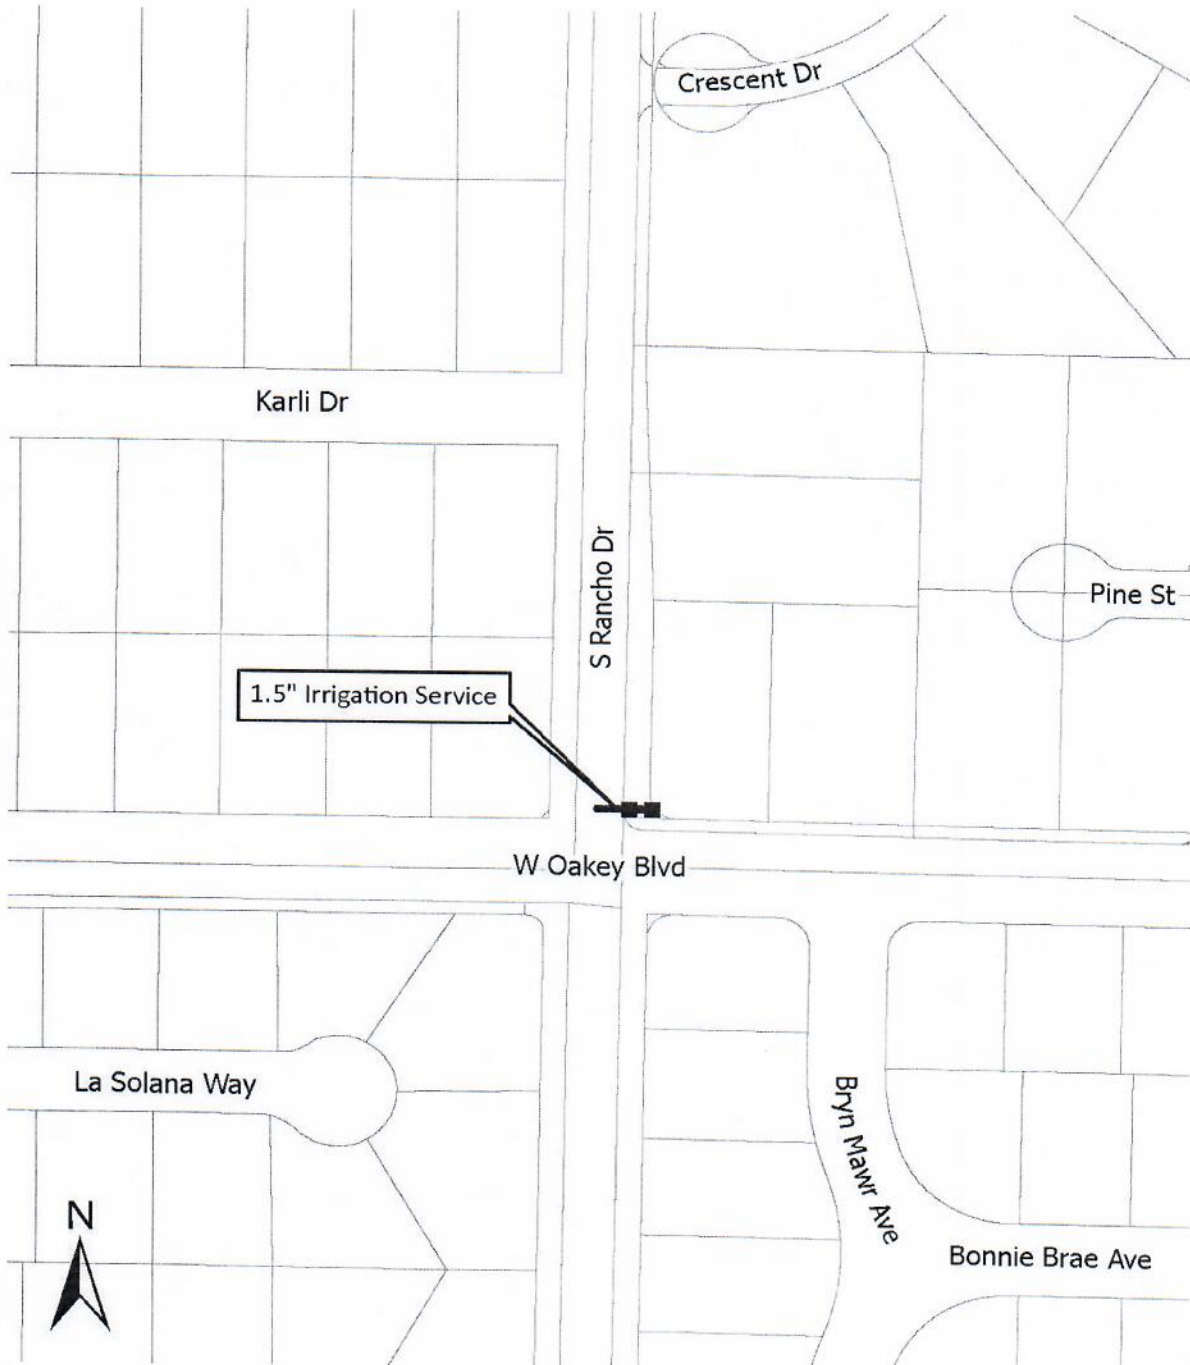 Crescent Dr
Karli Dr
S Rancho Dr
Pine St
1.5" Irrigation Service
W Oakey Blvd
La Solana Way
Bryn Mawr Ave
N
Bonnie Brae Ave